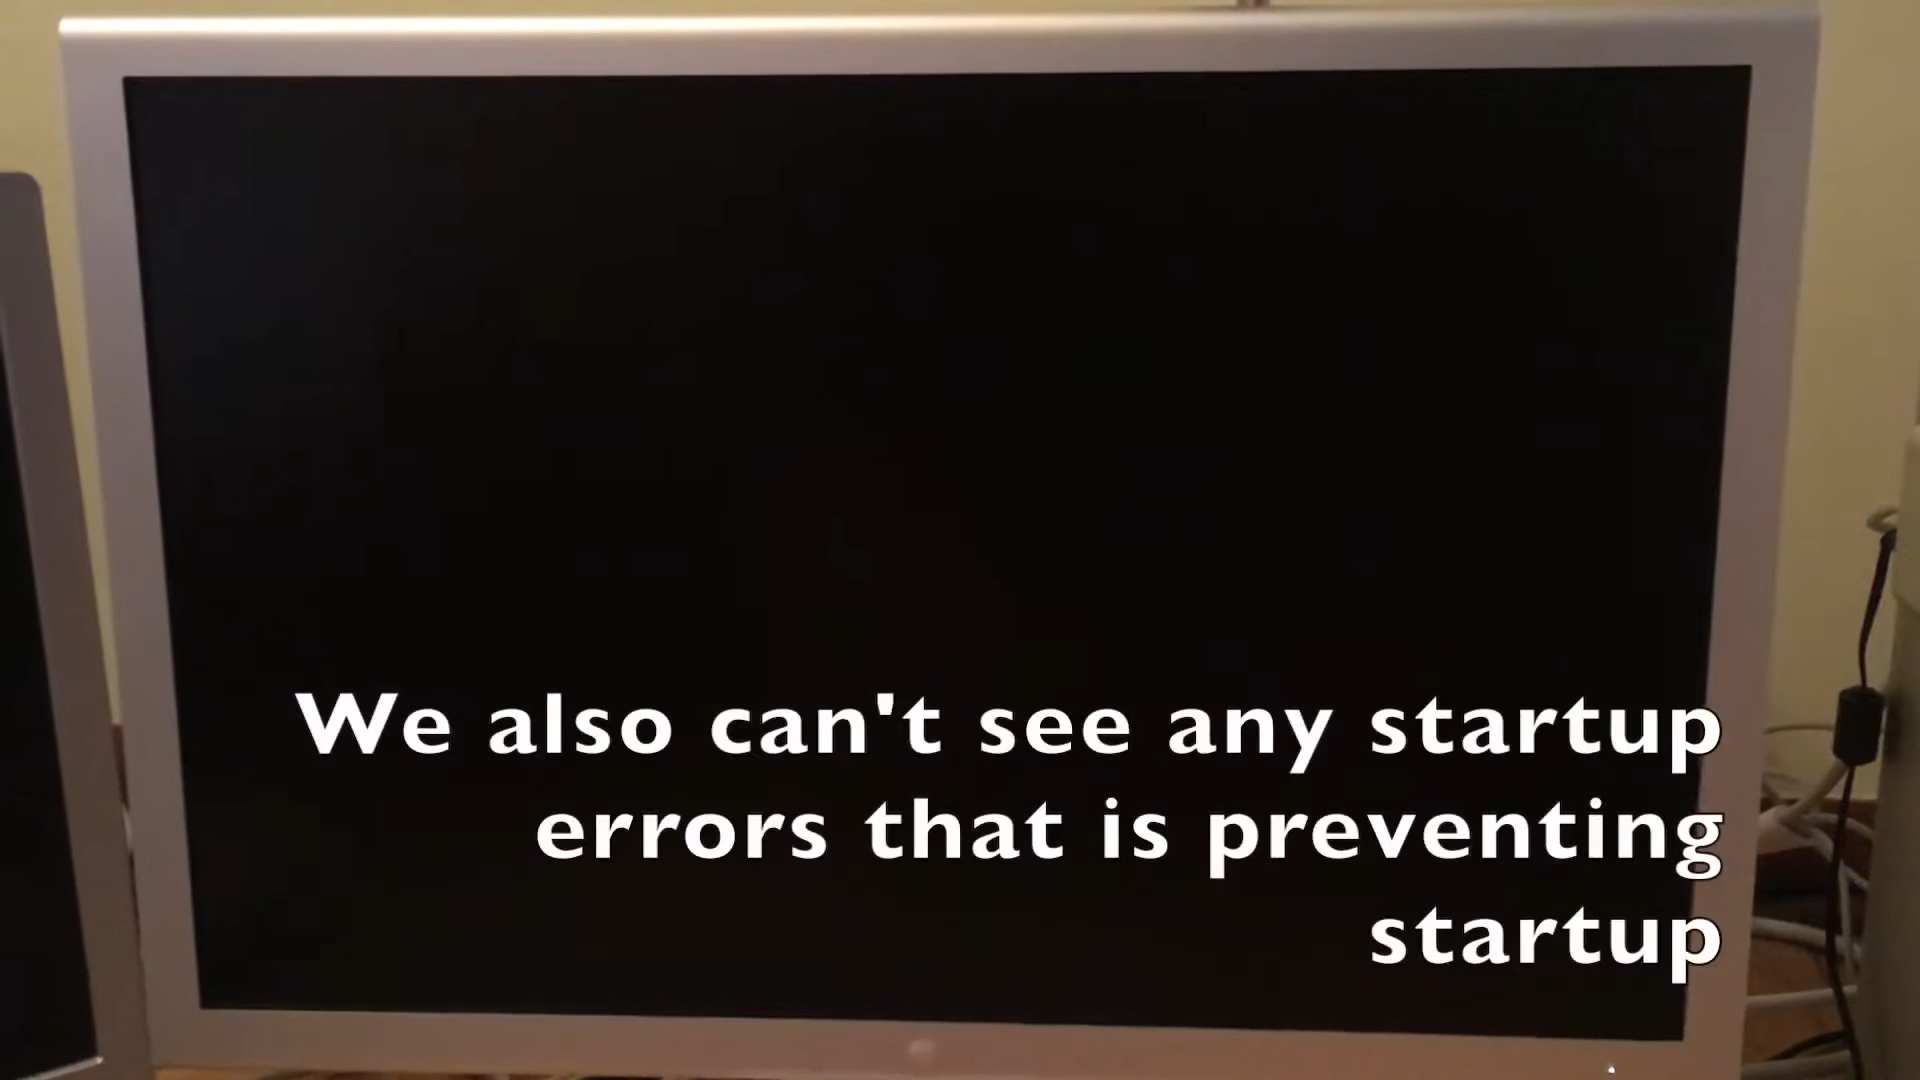 We also can't see any startup
errors that is preventing
startup